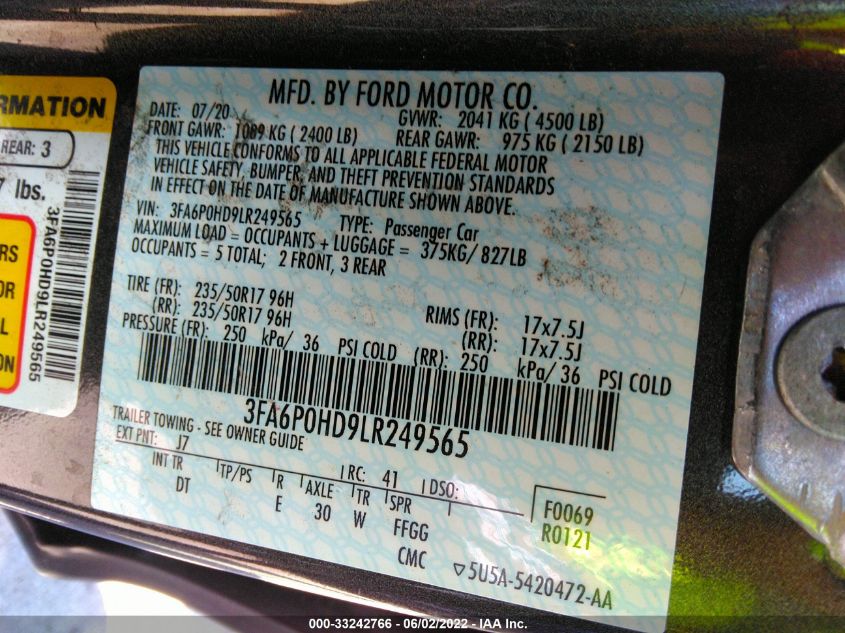 RMATION
REAR: 3
7 lbs.
RS
OR
L
ON
3FA6P0HD9LR249565
MFD. BY FORD MOTOR CO.
DATE: 07/20 GVWR: 2041 KG ( 4500 LB)
FRONT GAWR: 1089 KG ( 2400 LB) REAR GAWR: 975 KG ( 2150 LB)
THIS VEHICLE CONFORMS TO ALL APPLICABLE FEDERAL MOTOR
VEHICLE SAFETY, BUMPER, AND THEFT PREVENTION STANDARDS
IN EFFECT ON THE DATE OF MANUFACTURE SHOWN ABOVE.
VIN: 3FA6P0HD9LR249565 TYPE: Passenger Car
MAXIMUM LOAD = OCCUPANTS + LUGGAGE = 375KG/ 827LB
OCCUPANTS = 5 TOTAL; 2 FRONT, 3 REAR
TIRE (FR): 235/50R17 96H RIMS (FR): 17x7.5J
(RR): 235/50R17 96H (RR): 17x7.5J
PRESSURE (FR): 250 kPa/ 36 PSI COLD (RR): 250 kPa/ 36 PSI COLD
3FA6P0HD9LR249565
TRAILER TOWING - SEE OWNER GUIDE
EXT PNT: J7 RC: 41 DSO:
INT TR TP/PS R AXLE TR SPR F0069
DT E 30 W FFGG R0121
CMC
▽5U5A-5420472-AA
000-33242766 - 06/02/2022 - IAA Inc.